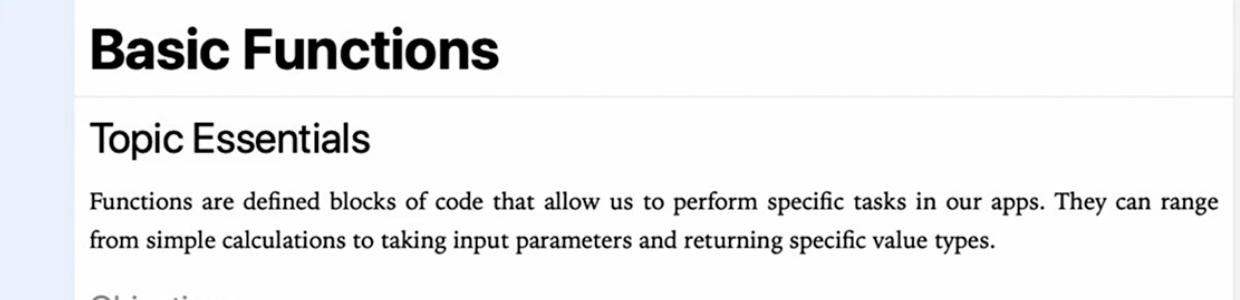 Basic Functions
Topic Essentials
Functions are defined blocks of code that allow us to perform specific tasks in our apps. They can range
from simple calculations to taking input parameters and returning specific value types.